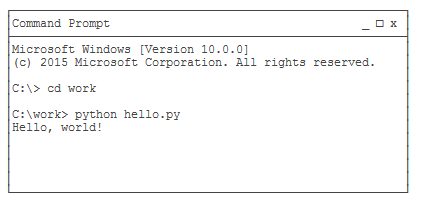 Command Prompt _ □ x
Microsoft Windows [Version 10.0.0]
(c) 2015 Microsoft Corporation. All rights reserved.
C:\> cd work
C:\work> python hello.py
Hello, world!